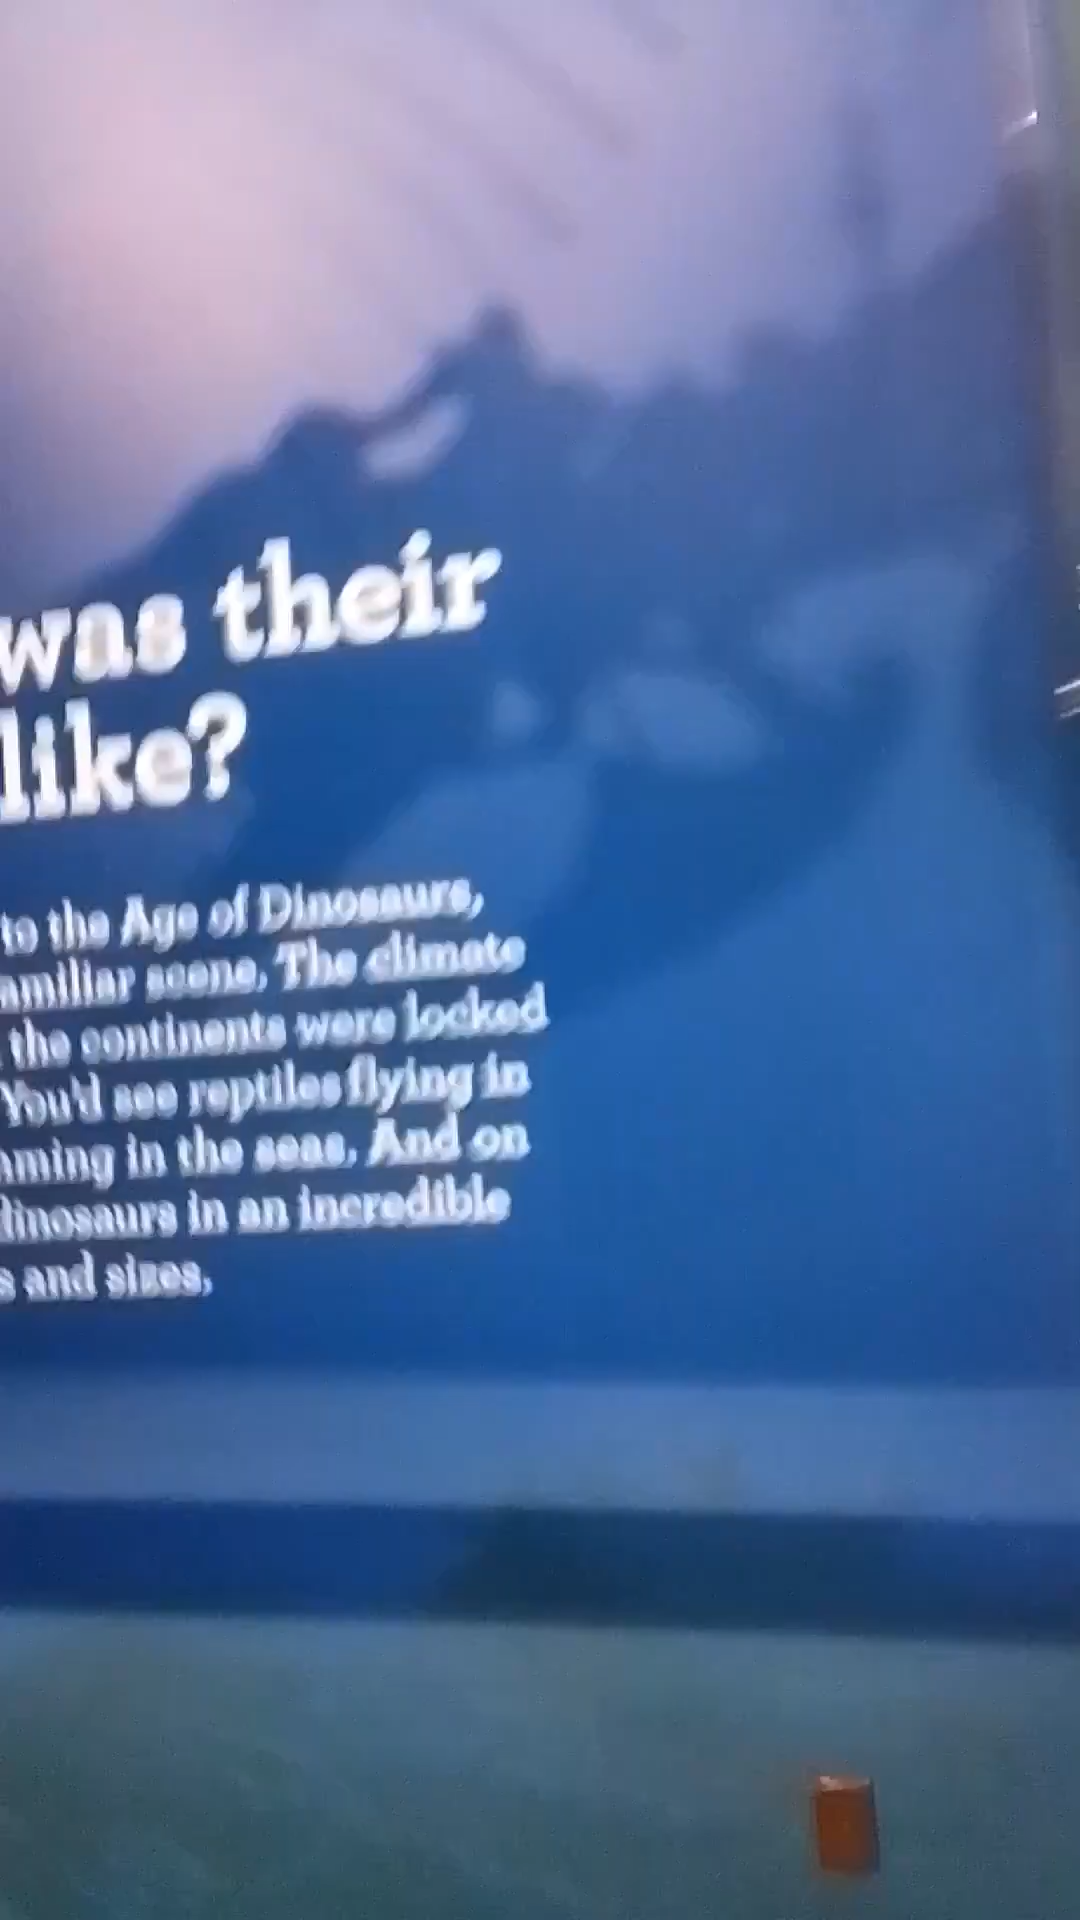 was their
like?
to the Age of Dinosaurs,
amiliar scene. The climate
the continents were locked
You'd see reptiles flying in
ming in the seas. And on
dinosaurs in an incredible
s and sizes.